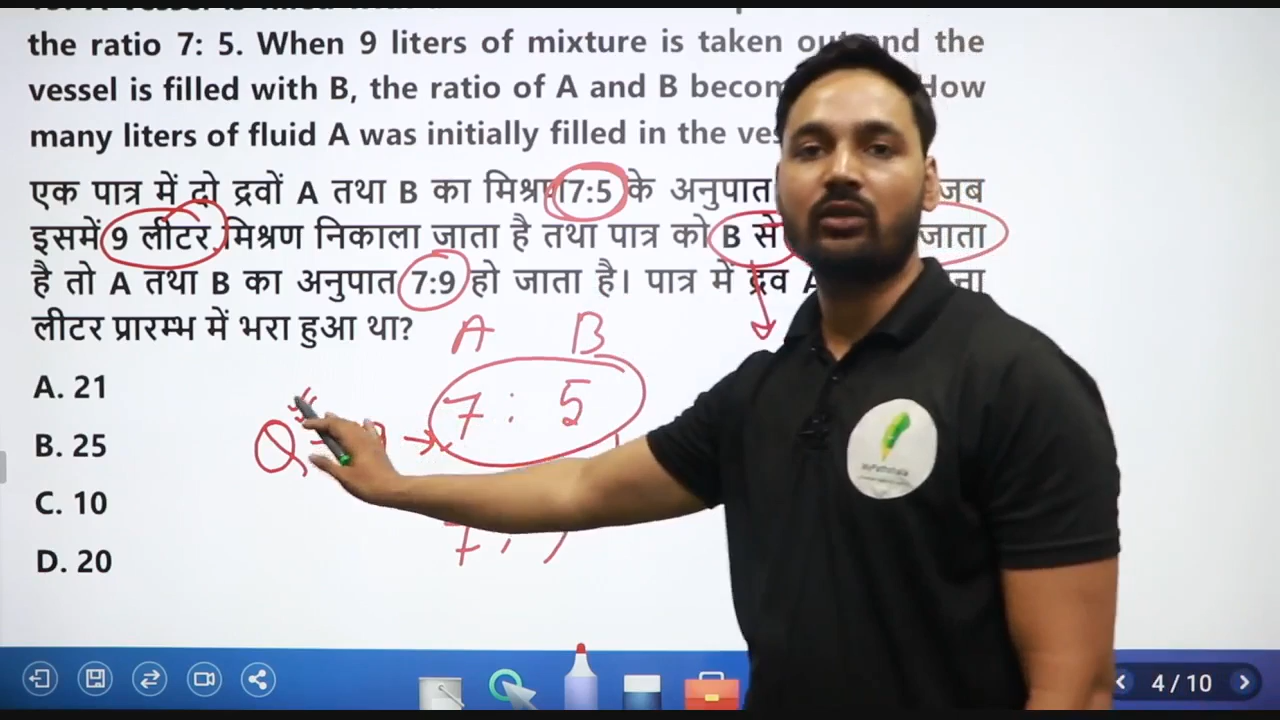 the ratio 7: 5. When 9 liters of mixture is taken out and the
vessel is filled with B, the ratio of A and B How
many liters of fluid A was initially filled in the
एक पात्र में दो द्रवों A तथा B का मिश्रण 7:5 के अनुपात जब
इसमें 9 लीटर मिश्रण निकाला जाता है तथा पात्र को B से जाता
है तो A तथा B का अनुपात 7:9 हो जाता है। पात्र में द्रव
लीटर प्रारम्भ में भरा हुआ था?
A B
A. 21
7 : 5
B. 25
C. 10
7 :
D. 20
4 / 10